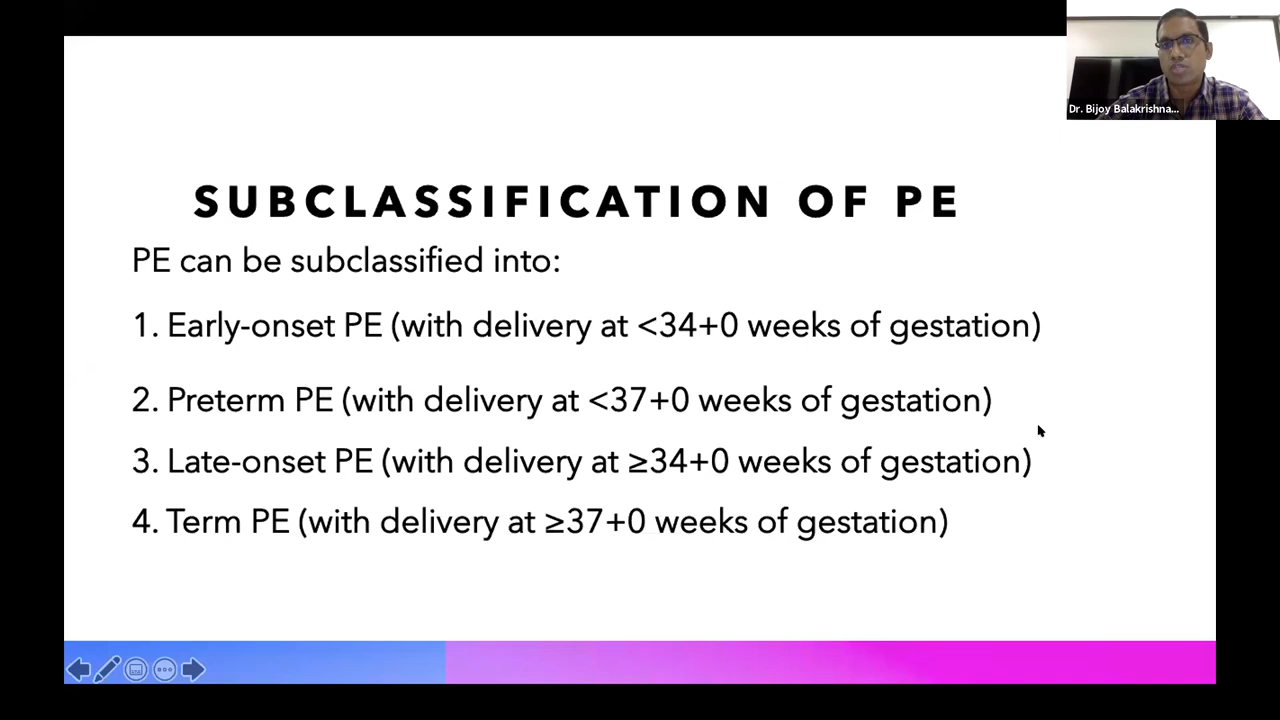 Dr. Bijoy Balakrishna...
SUBCLASSIFICATION OF PE
PE can be subclassified into:
1. Early-onset PE (with delivery at <34+0 weeks of gestation)
2. Preterm PE (with delivery at <37+0 weeks of gestation)
3. Late-onset PE (with delivery at ≥34+0 weeks of gestation)
4. Term PE (with delivery at ≥37+0 weeks of gestation)